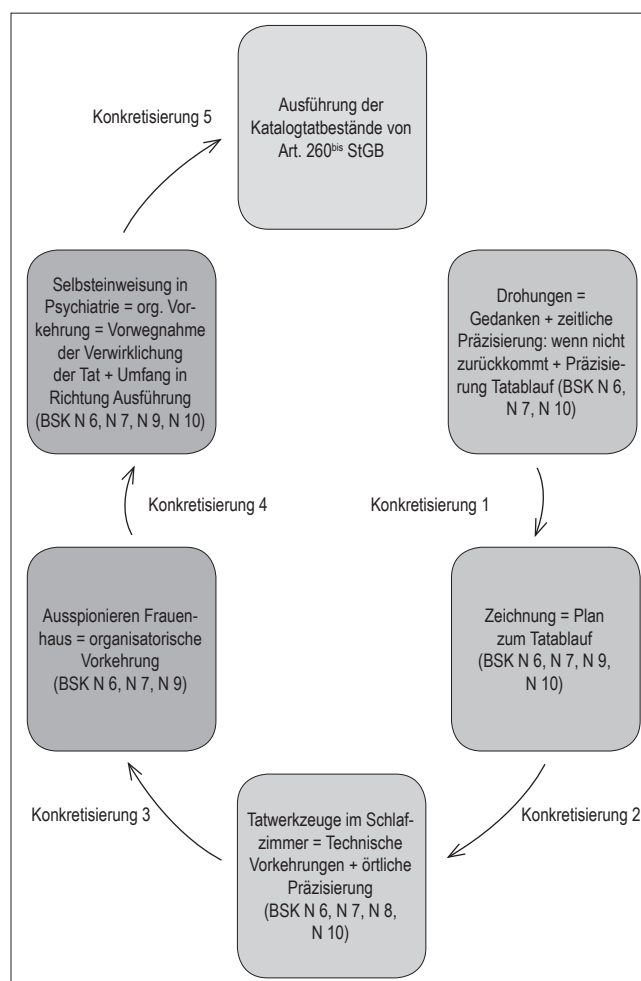 Ausführung der
Katalogtatbestände von
Art. 260bis StGB
Konkretisierung 5
Drohungen =
Gedanken + zeitliche
Präzisierung: wenn nicht
zurückkommt + Präzisie-
rung Tatablauf (BSK N 6,
N 7, N 10)
Konkretisierung 1
Zeichnung = Plan
zum Tatablauf
(BSK N 6, N 7, N 9,
N 10)
Konkretisierung 2
Tatwerkzeuge im Schlaf-
zimmer = Technische
Vorkehrungen + örtliche
Präzisierung
(BSK N 6, N 7, N 8,
N 10)
Konkretisierung 3
Ausspionieren Frauen-
haus = organisatorische
Vorkehrung
(BSK N 6, N 7, N 9)
Konkretisierung 4
Selbsteinweisung in
Psychiatrie = org. Vor-
kehrung = Vorwegnahme
der Verwirklichung
der Tat + Umfang in
Richtung Ausführung
(BSK N 6, N 7, N 9, N 10)